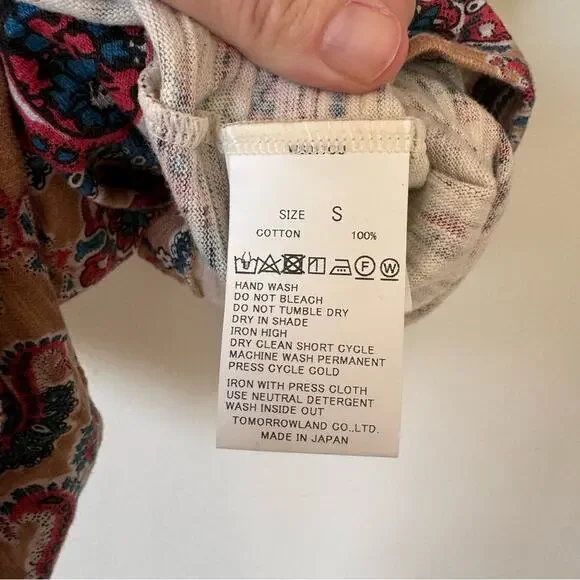 SIZE S
COTTON 100%
F W
HAND WASH
DO NOT BLEACH
DO NOT TUMBLE DRY
DRY IN SHADE
IRON HIGH
DRY CLEAN SHORT CYCLE
MACHINE WASH PERMANENT
PRESS CYCLE COLD
IRON WITH PRESS CLOTH
USE NEUTRAL DETERGENT
WASH INSIDE OUT
TOMORROWLAND CO.,LTD.
MADE IN JAPAN